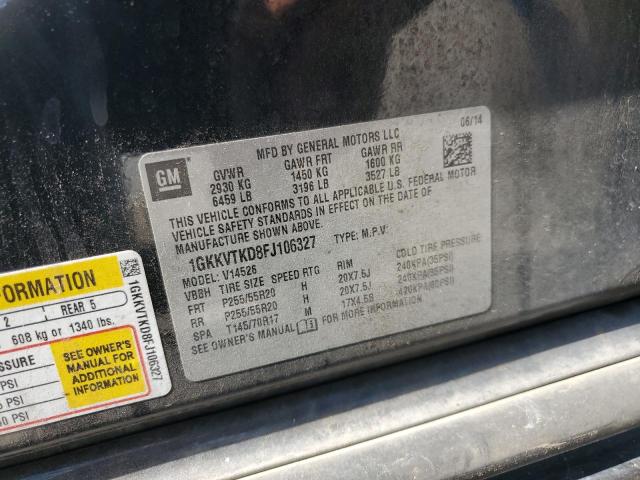 GM
MFD BY GENERAL MOTORS LLC
06/14
GVWR GAWR FRT GAWR RR
2930 KG 1450 KG 1600 KG
6459 LB 3196 LB 3527 LB
THIS VEHICLE CONFORMS TO ALL APPLICABLE U.S. FEDERAL MOTOR
VEHICLE SAFETY STANDARDS IN EFFECT ON THE DATE OF
MANUFACTURE SHOWN ABOVE.
1GKKVTKD8FJ106327 TYPE: M.P.V.
MODEL: V14526
VBBH TIRE SIZE SPEED RTG RIM COLD TIRE PRESSURE
FRT P255/55R20 H 20X7.5J 240KPA(35PSI)
RR P255/55R20 H 20X7.5J 240KPA(35PSI)
SPA T145/70R17 M 17X4.5B 420KPA(60PSI)
SEE OWNER'S MANUAL
FORMATION
2 REAR 5
608 kg or 1340 lbs.
SSURE
PSI
PSI
PSI
SEE OWNER'S
MANUAL FOR
ADDITIONAL
INFORMATION
1GKKVTKD8FJ106327